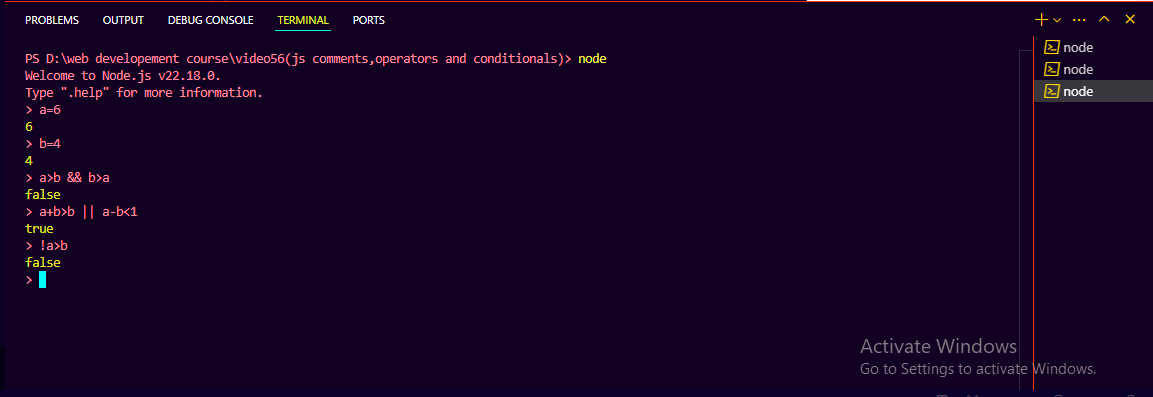 PROBLEMS OUTPUT DEBUG CONSOLE TERMINAL PORTS
PS D:\web developement course\video56(js comments,operators and conditionals)> node
Welcome to Node.js v22.18.0.
Type ".help" for more information.
> a=6
6
> b=4
4
> a>b && b>a
false
> a+b>b || a-b<1
true
> !a>b
false
>
node
node
node
Activate Windows
Go to Settings to activate Windows.